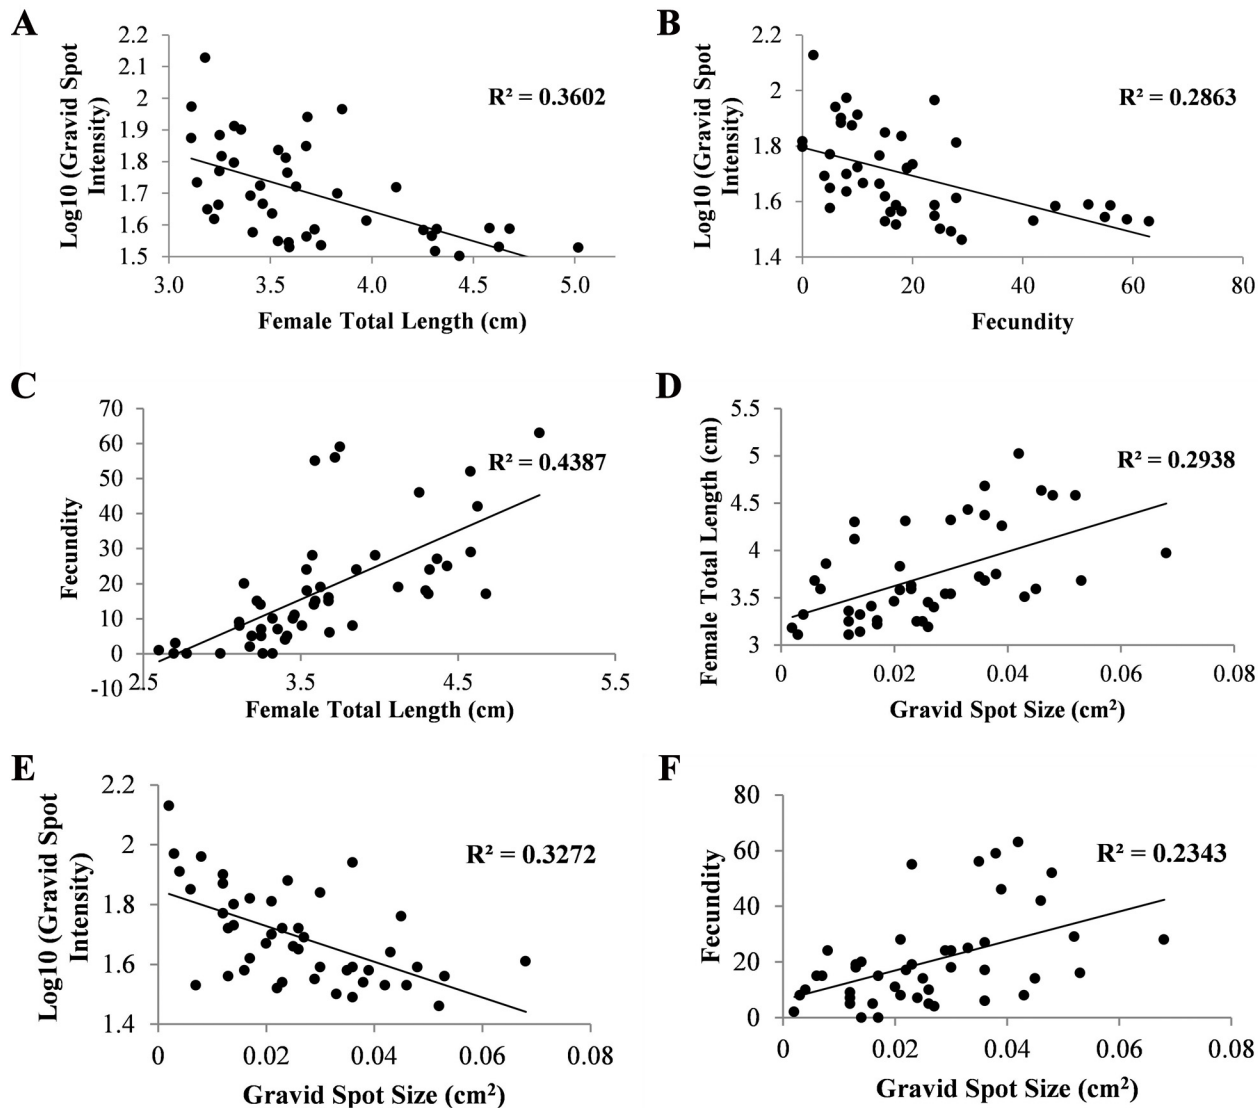 A
B
Log10 (Gravid Spot
Intensity)
2.2
2.1
2
1.9
1.8
1.7
1.6
1.5
R² = 0.3602
3.0
3.5
4.0
4.5
5.0
Female Total Length (cm)
Log10 (Gravid Spot
Intensity)
2.2
2
1.8
1.6
1.4
R² = 0.2863
0
20
40
60
80
Fecundity
C
D
Fecundity
70
60
50
40
30
20
10
0
-10
R² = 0.4387
2.5
3.5
4.5
5.5
Female Total Length (cm)
Female Total Length (cm)
5.5
5
4.5
4
3.5
3
R² = 0.2938
0
0.02
0.04
0.06
0.08
Gravid Spot Size (cm²)
E
F
Log10 (Gravid Spot
Intensity)
2.2
2
1.8
1.6
1.4
R² = 0.3272
0
0.02
0.04
0.06
0.08
Gravid Spot Size (cm²)
Fecundity
80
60
40
20
0
R² = 0.2343
0
0.02
0.04
0.06
0.08
Gravid Spot Size (cm²)